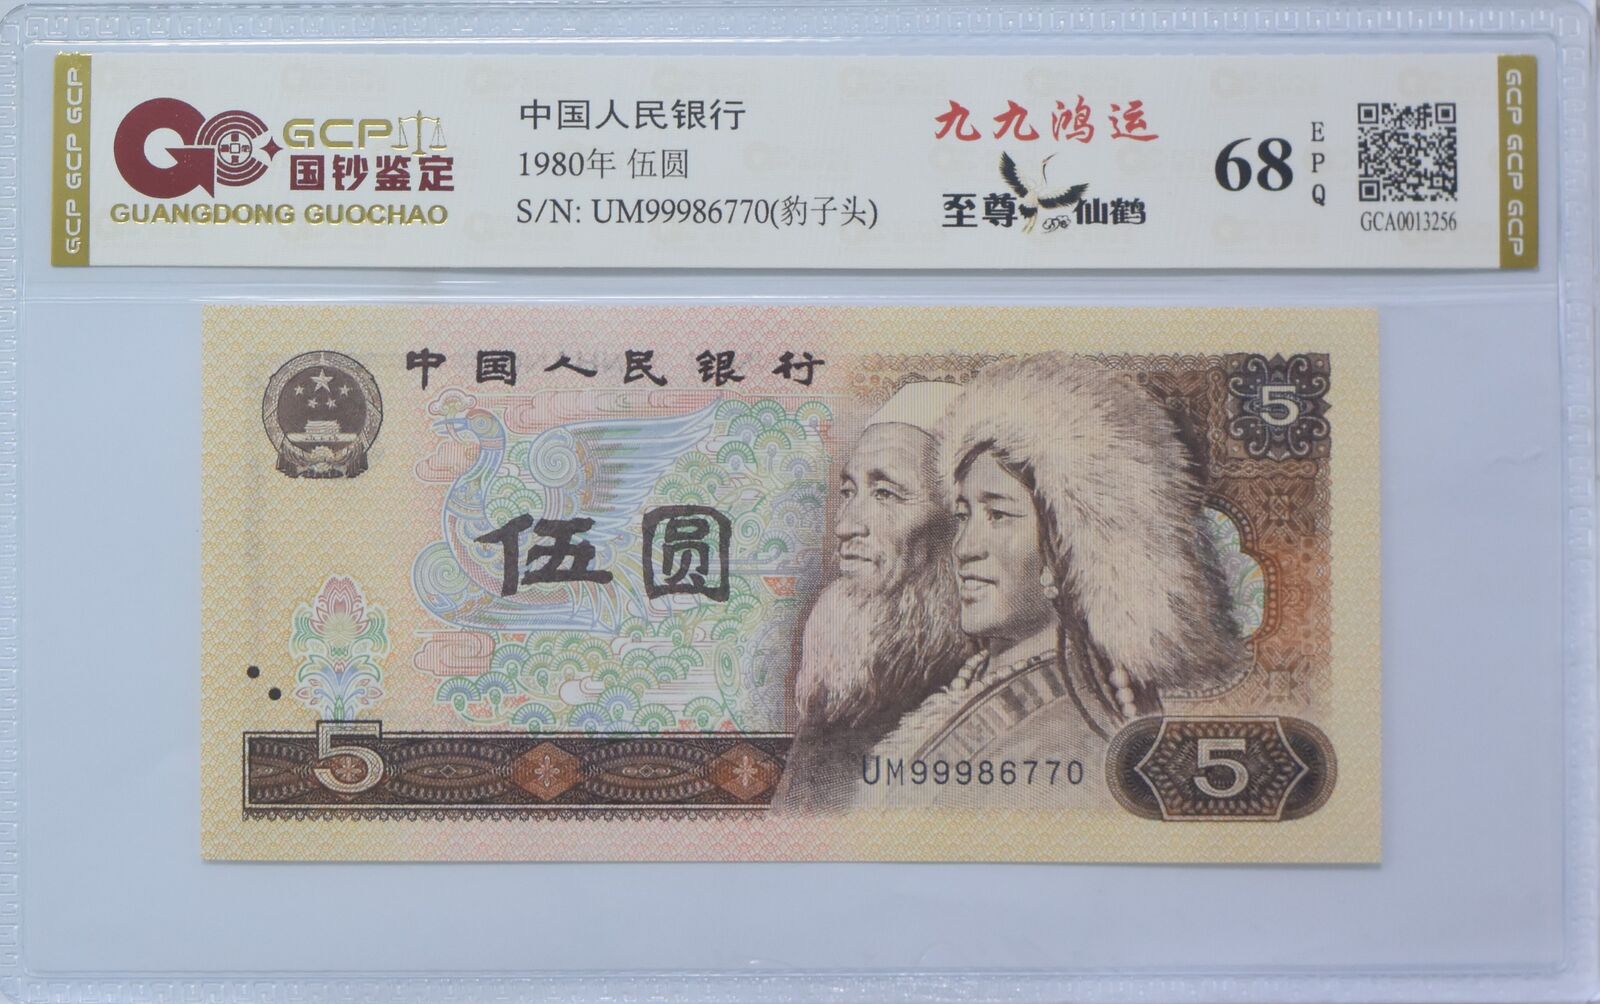 GCP GCP GCP
GCP
国钞鉴定
GUANGDONG GUOCHAO
中国人民银行
1980年 伍圆
S/N: UM99986770(豹子头)
九九鸿运
至尊 仙鹤
68
EPQ
GCA0013256
GCP GCP GCP
中国人民银行
5
伍圆
5
UM99986770
5